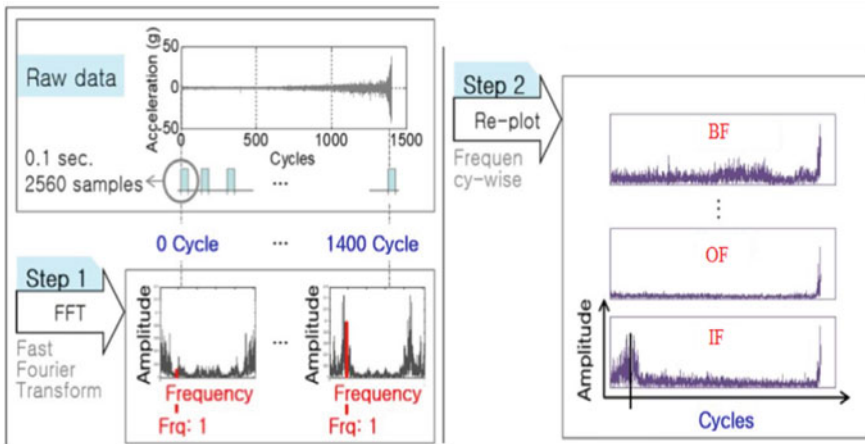 Raw data
Acceleration (g)
50
0
-50
0
500
1000
1500
Cycles
0.1 sec.
2560 samples
...
0 Cycle
...
1400 Cycle
Step 1
FFT
Fast
Fourier
Transform
Amplitude
Frequency
Frq: 1
...
Amplitude
Frequency
Frq: 1
Step 2
Re-plot
Frequen
cy-wise
BF
⋮
OF
IF
Amplitude
Cycles